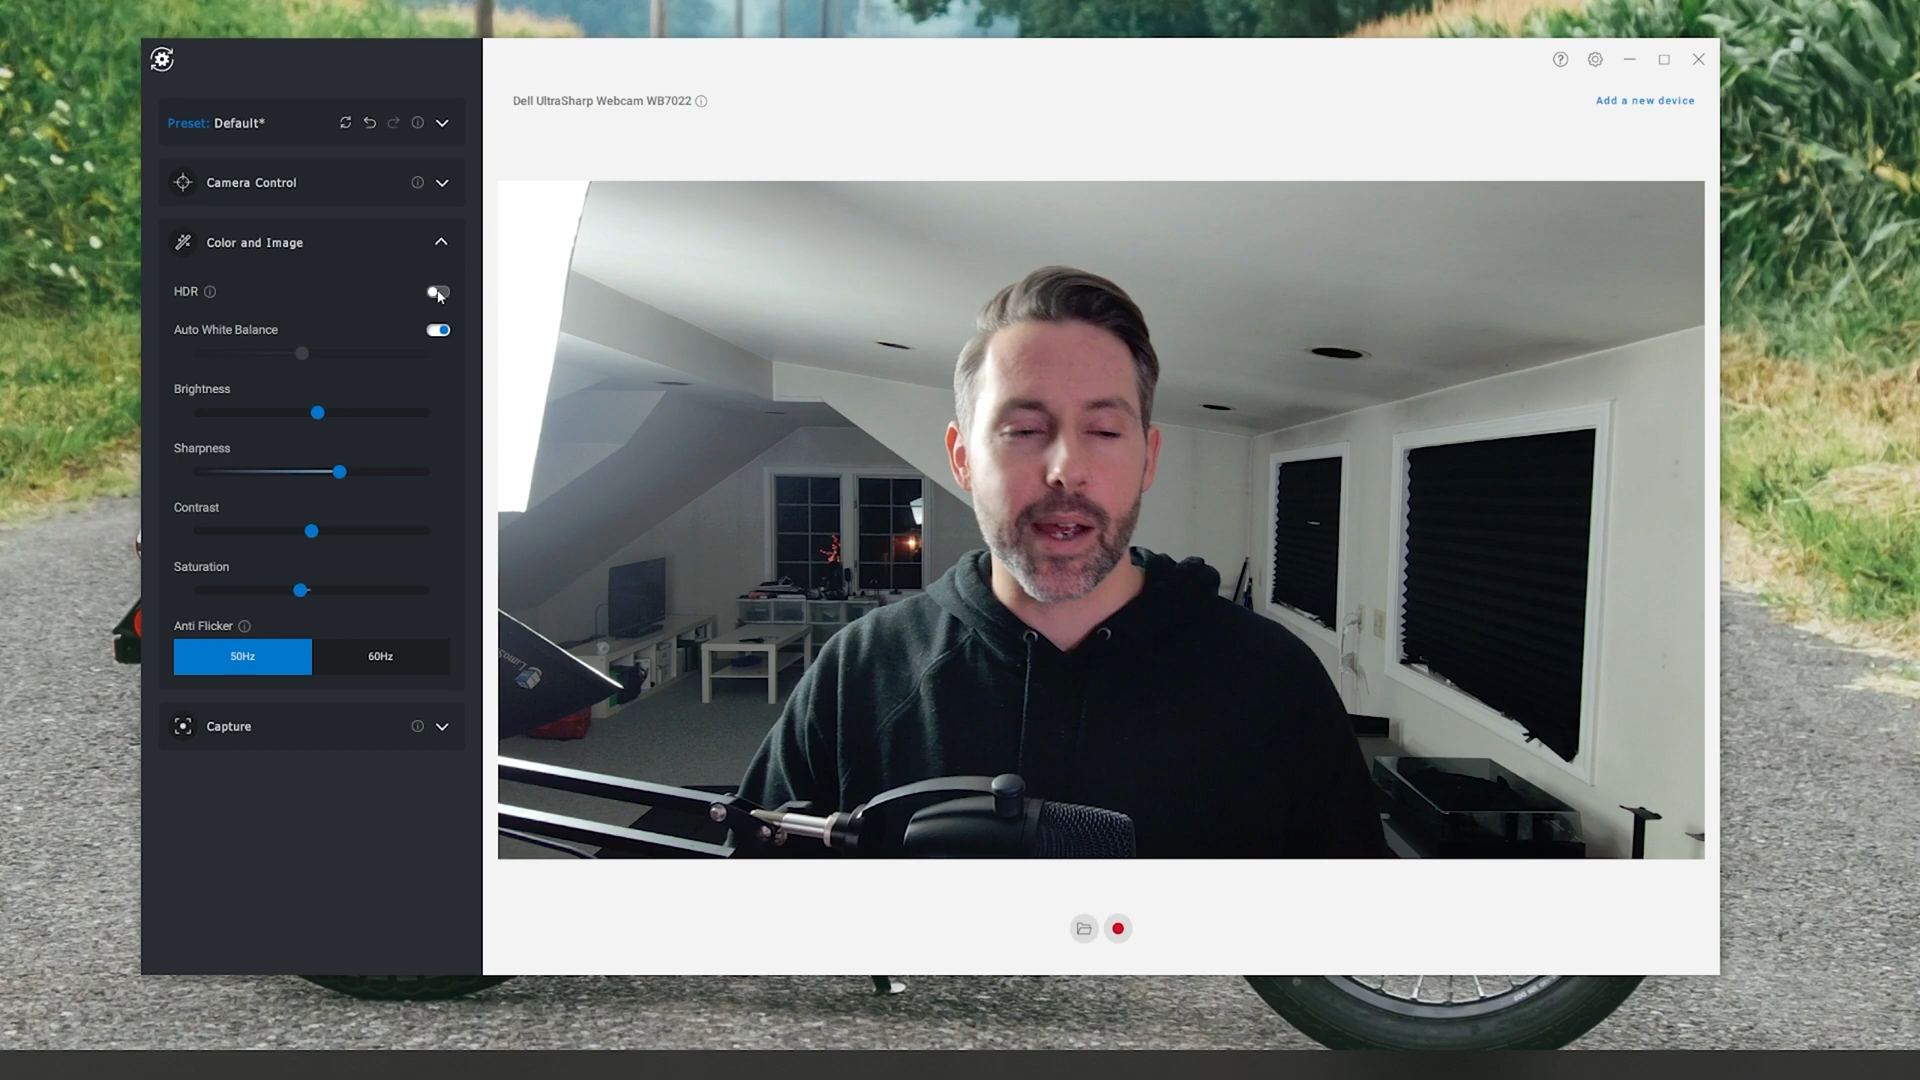 Dell UltraSharp Webcam WB7022
Add a new device
Preset: Default*
Camera Control
Color and Image
HDR
Auto White Balance
Brightness
Sharpness
Contrast
Saturation
Anti Flicker
50Hz
60Hz
Capture